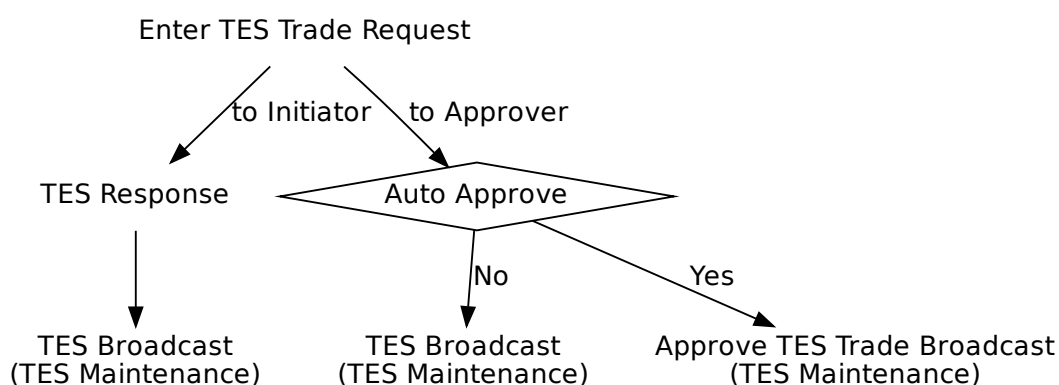 Enter TES Trade Request
to Initiator
to Approver
TES Response
Auto Approve
No
Yes
TES Broadcast
(TES Maintenance)
TES Broadcast
(TES Maintenance)
Approve TES Trade Broadcast
(TES Maintenance)